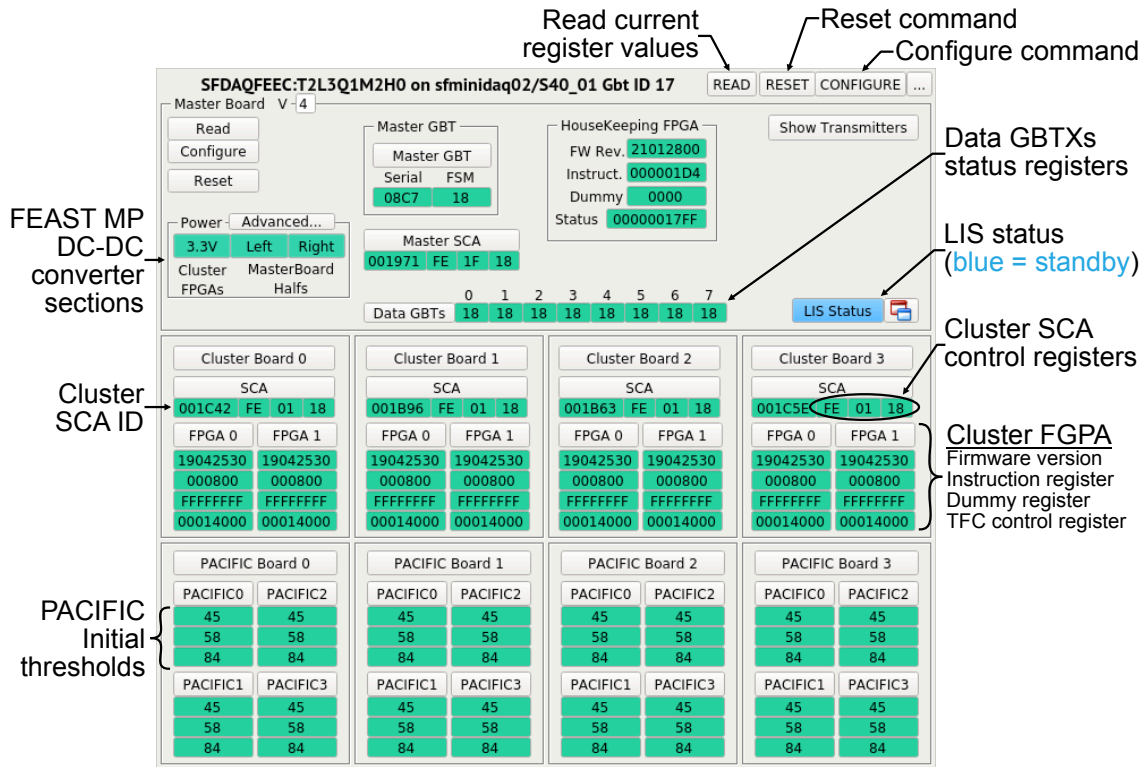 Read current
register values
Reset command
Configure command
SFDAQFEEC:T2L3Q1M2H0 on sfminidaq02/S40_01 Gbt ID 17 READ RESET CONFIGURE ...
Master Board V 4
Read
Configure
Reset
Master GBT
Master GBT
Serial FSM
08C7 18
HouseKeeping FPGA
FW Rev. 21012800
Instruct. 000001D4
Dummy 0000
Status 00000017FF
Show Transmitters
Data GBTXs
status registers
FEAST MP
DC-DC
converter
sections
Power Advanced...
3.3V Left Right
Cluster MasterBoard
FPGAs Halfs
Master SCA
001971 FE 1F 18
0 1 2 3 4 5 6 7
Data GBTs 18 18 18 18 18 18 18 18
LIS Status
LIS status
(blue = standby)
Cluster SCA
control registers
Cluster
SCA ID
Cluster Board 0 Cluster Board 1 Cluster Board 2 Cluster Board 3
SCA SCA SCA SCA
001C42 FE 01 18 001B96 FE 01 18 001B63 FE 01 18 001C5E FE 01 18
FPGA 0 FPGA 1 FPGA 0 FPGA 1 FPGA 0 FPGA 1 FPGA 0 FPGA 1
19042530 19042530 19042530 19042530 19042530 19042530 19042530 19042530
000800 000800 000800 000800 000800 000800 000800 000800
FFFFFFFF FFFFFFFF FFFFFFFF FFFFFFFF FFFFFFFF FFFFFFFF FFFFFFFF FFFFFFFF
00014000 00014000 00014000 00014000 00014000 00014000 00014000 00014000
Cluster FGPA
Firmware version
Instruction register
Dummy register
TFC control register
PACIFIC
Initial
thresholds
PACIFIC Board 0 PACIFIC Board 1 PACIFIC Board 2 PACIFIC Board 3
PACIFIC0 PACIFIC2 PACIFIC0 PACIFIC2 PACIFIC0 PACIFIC2 PACIFIC0 PACIFIC2
45 45 45 45 45 45 45 45
58 58 58 58 58 58 58 58
84 84 84 84 84 84 84 84
PACIFIC1 PACIFIC3 PACIFIC1 PACIFIC3 PACIFIC1 PACIFIC3 PACIFIC1 PACIFIC3
45 45 45 45 45 45 45 45
58 58 58 58 58 58 58 58
84 84 84 84 84 84 84 84